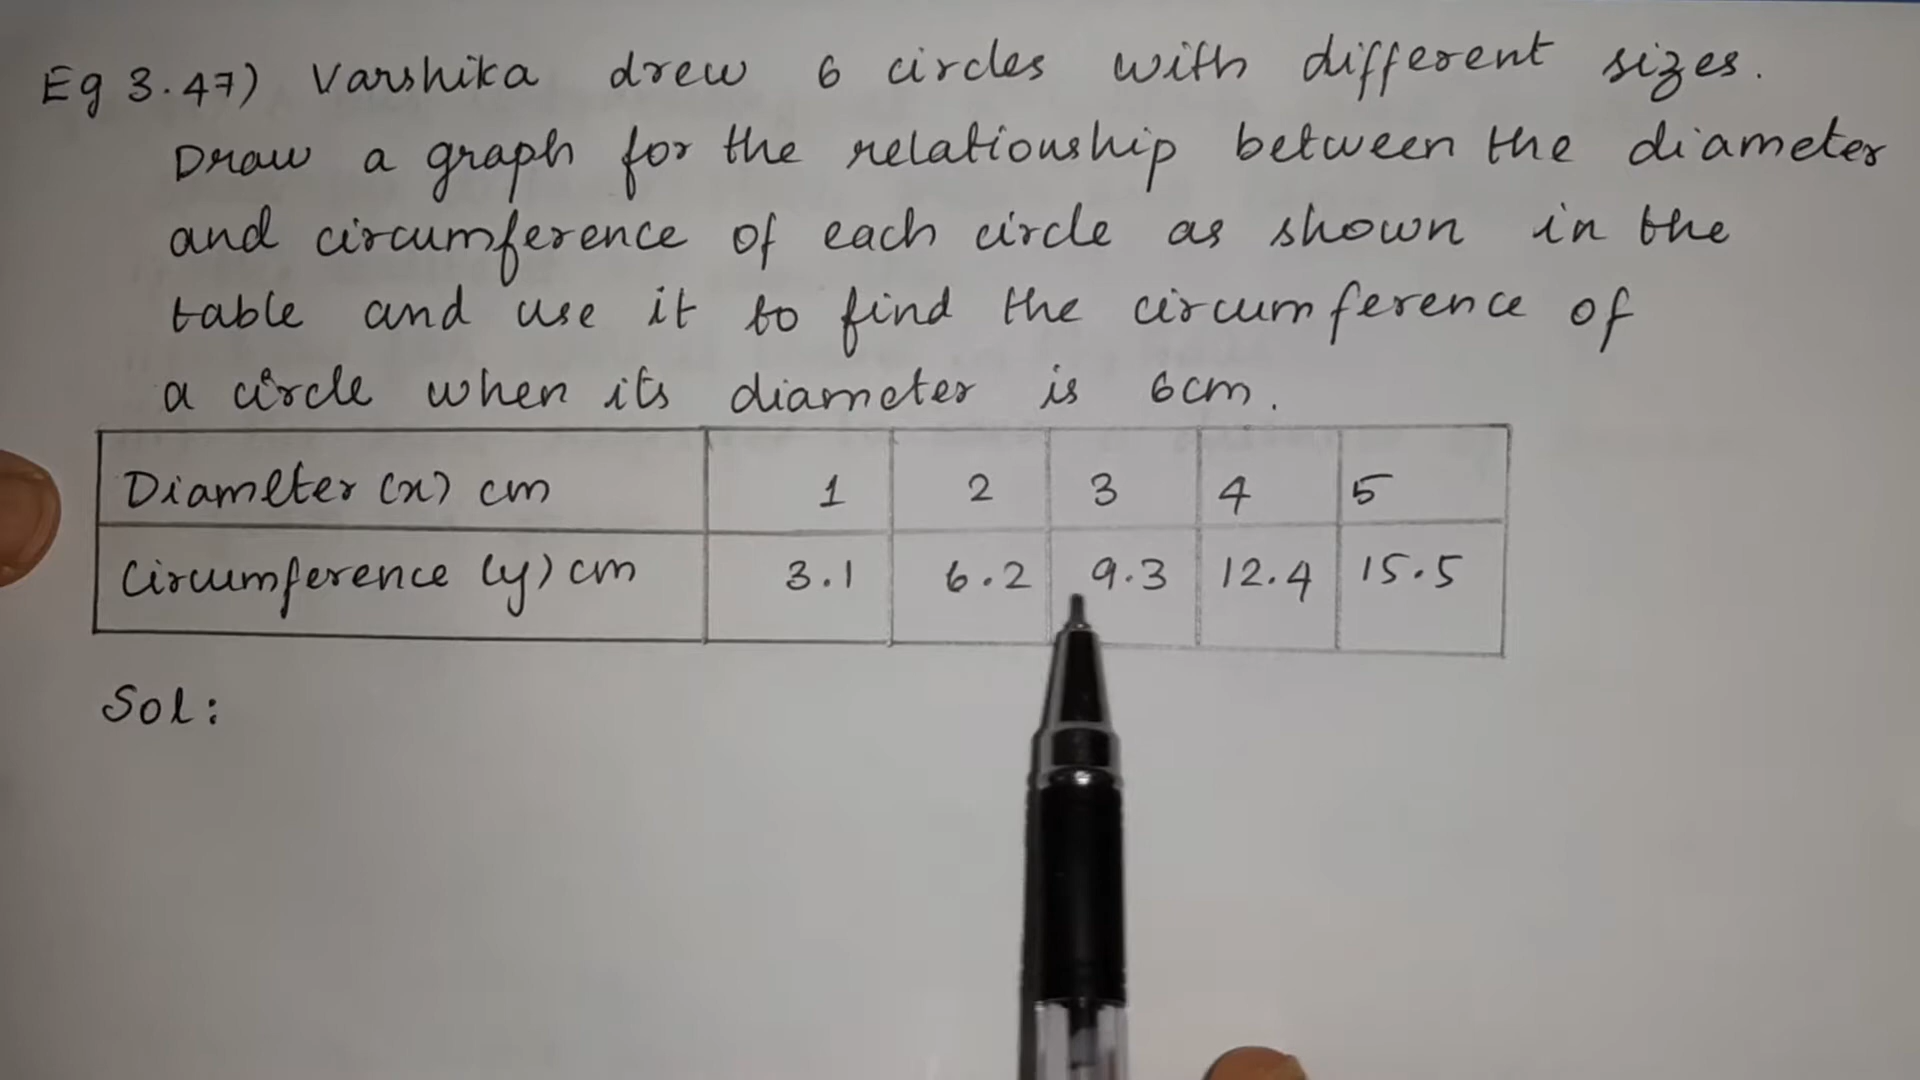 Eg 3.47) Varshika drew 6 circles with different sizes.
Draw a graph for the relationship between the diameter
and circumference of each circle as shown in the
table and use it to find the circumference of
a circle when its diameter is 6cm.
Diameter (x) cm 1 2 3 4 5
Circumference (y) cm 3.1 6.2 9.3 12.4 15.5
Sol: